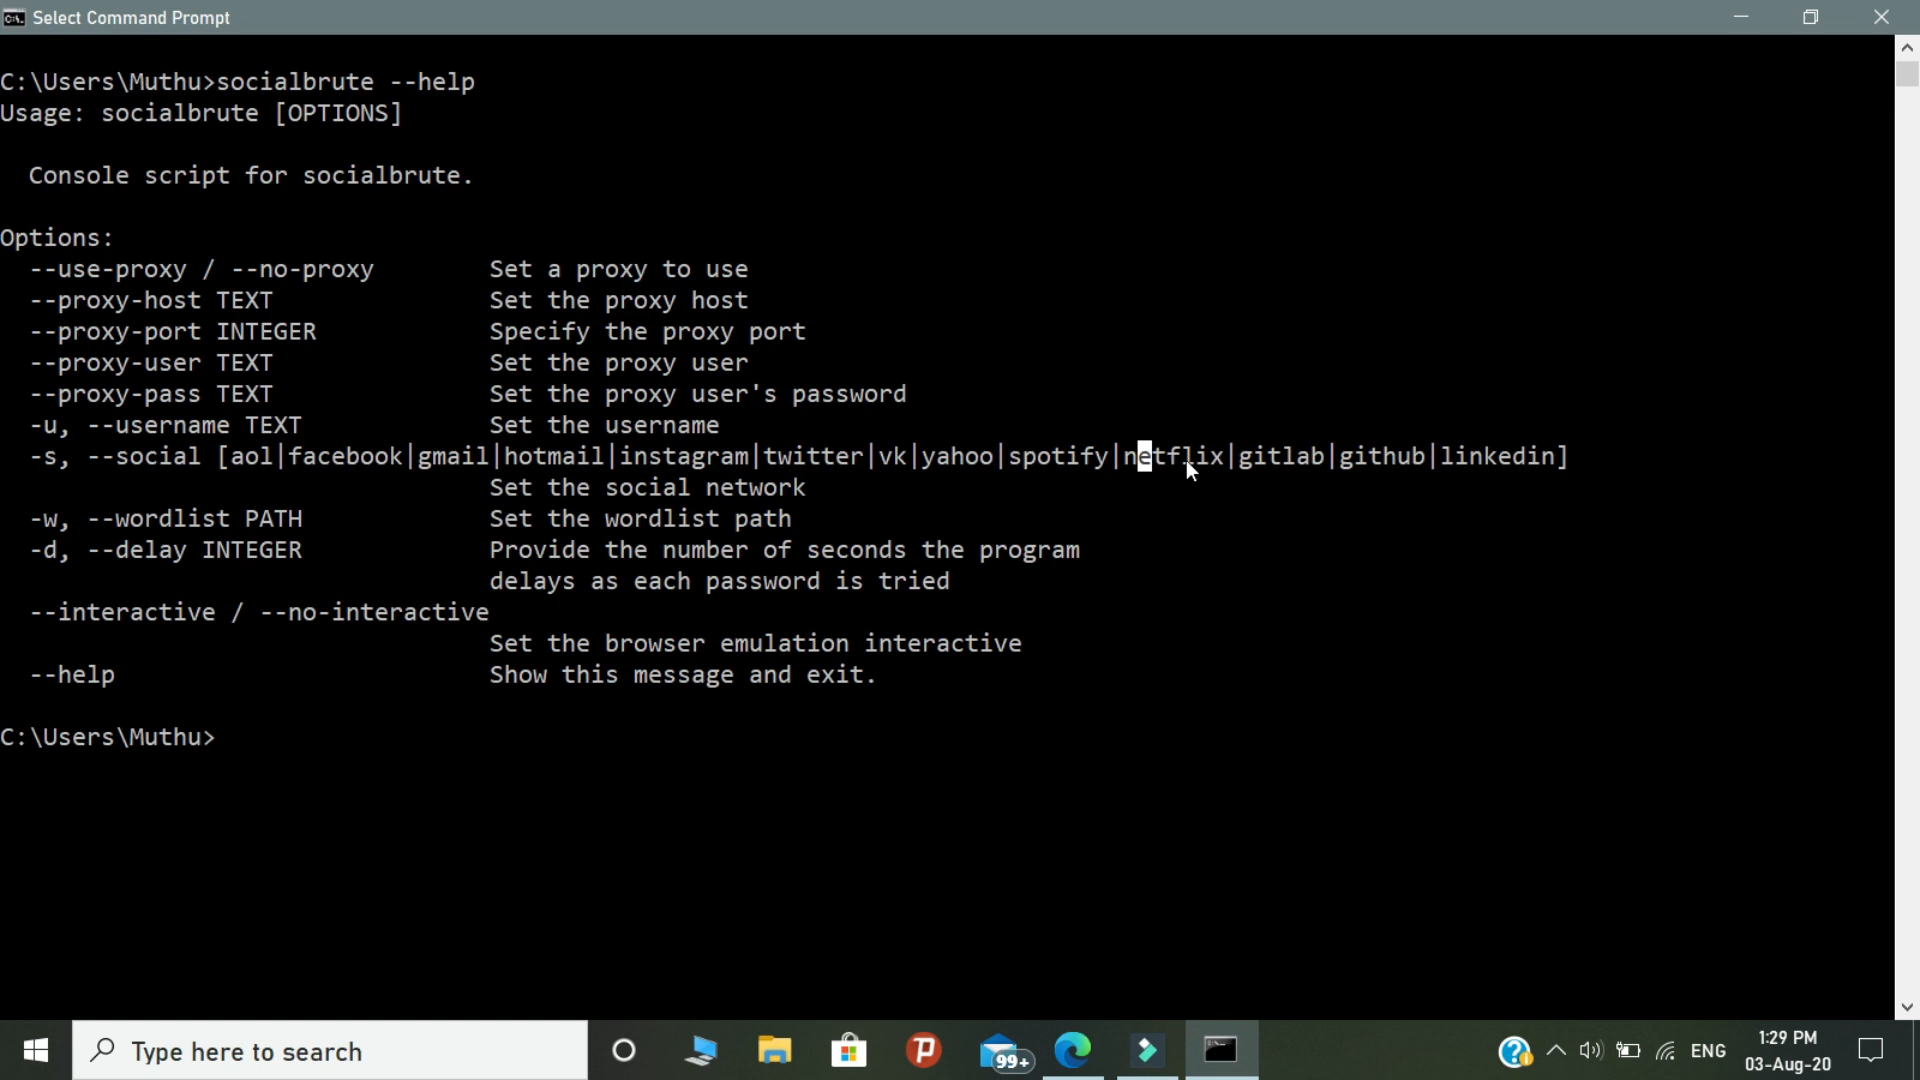 Select Command Prompt
C:\Users\Muthu>socialbrute --help
Usage: socialbrute [OPTIONS]
Console script for socialbrute.
Options:
--use-proxy / --no-proxy Set a proxy to use
--proxy-host TEXT Set the proxy host
--proxy-port INTEGER Specify the proxy port
--proxy-user TEXT Set the proxy user
--proxy-pass TEXT Set the proxy user's password
-u, --username TEXT Set the username
-s, --social [aol|facebook|gmail|hotmail|instagram|twitter|vk|yahoo|spotify|netflix|gitlab|github|linkedin]
Set the social network
-w, --wordlist PATH Set the wordlist path
-d, --delay INTEGER Provide the number of seconds the program
delays as each password is tried
--interactive / --no-interactive
Set the browser emulation interactive
--help Show this message and exit.
C:\Users\Muthu>
Type here to search
99+
ENG
1:29 PM
03-Aug-20